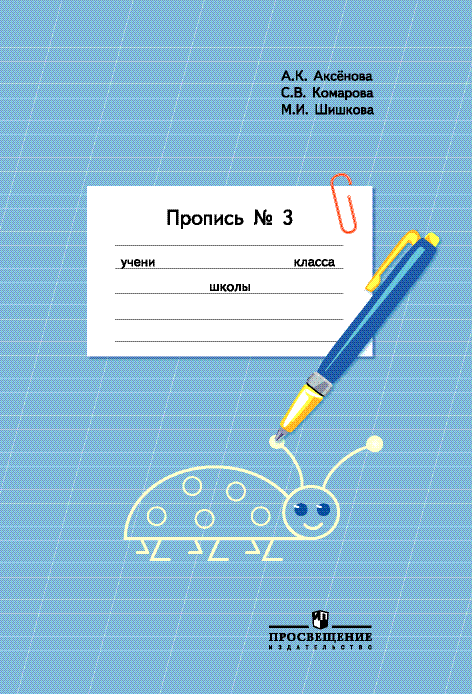 А.К. Аксёнова
С.В. Комарова
М.И. Шишкова
Пропись № 3
учени класса
школы
ПРОСВЕЩЕНИЕ
ИЗДАТЕЛЬСТВО